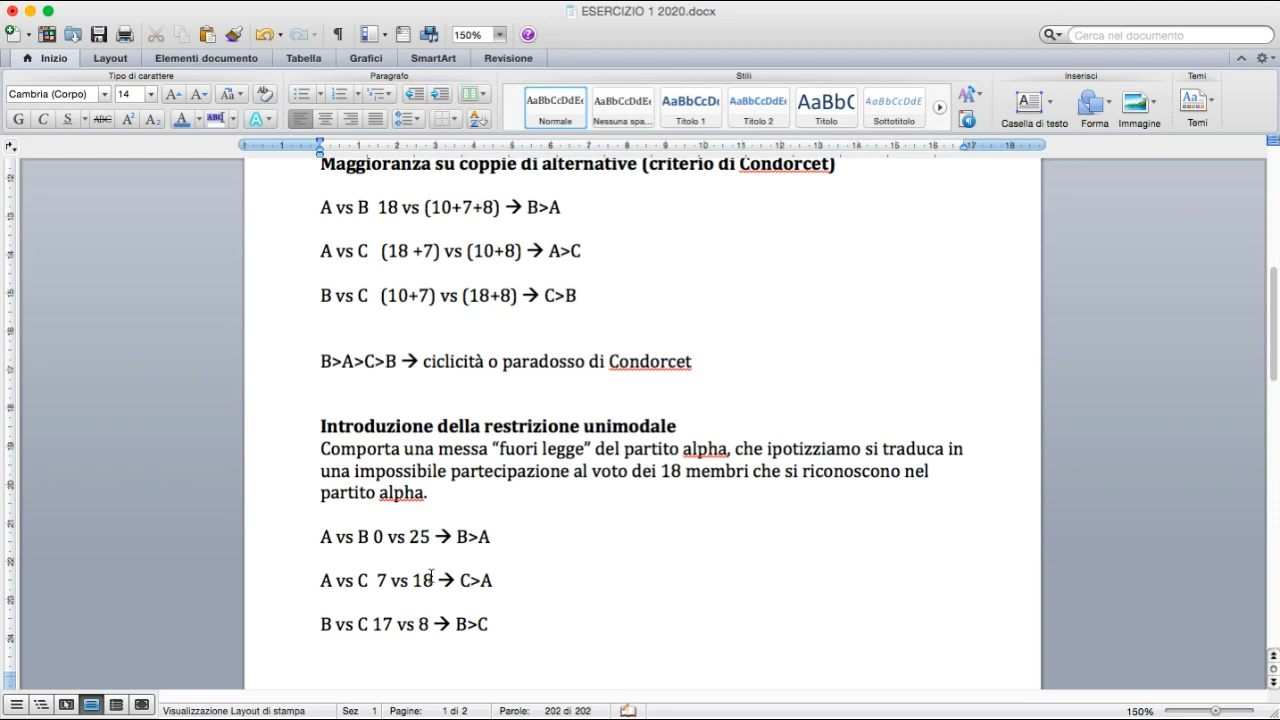 ESERCIZIO 1 2020.docx
150%
Cerca nel documento
Inizio
Layout
Elementi documento
Tabella
Grafici
SmartArt
Revisione
Tipo di carattere
Paragrafo
Stili
Inserisci
Temi
Cambria (Corpo)
14
AaBbCcDdEe
AaBbCcDdEe
AaBbCcDc
AaBbCcDdEe
AaBbC
AaBbCcDdE
Normale
Nessuna spa...
Titolo 1
Titolo 2
Titolo
Sottotitolo
Casella di testo
Forma
Immagine
Temi
Maggioranza su coppie di alternative (criterio di Condorcet)
A vs B 18 vs (10+7+8) → B>A
A vs C (18 +7) vs (10+8) → A>C
B vs C (10+7) vs (18+8) → C>B
B>A>C>B → ciclicità o paradosso di Condorcet
Introduzione della restrizione unimodale
Comporta una messa “fuori legge” del partito alpha, che ipotizziamo si traduca in
una impossibile partecipazione al voto dei 18 membri che si riconoscono nel
partito alpha.
A vs B 0 vs 25 → B>A
A vs C 7 vs 18 → C>A
B vs C 17 vs 8 → B>C
Visualizzazione Layout di stampa
Sez 1
Pagine: 1 di 2
Parole: 202 di 202
150%